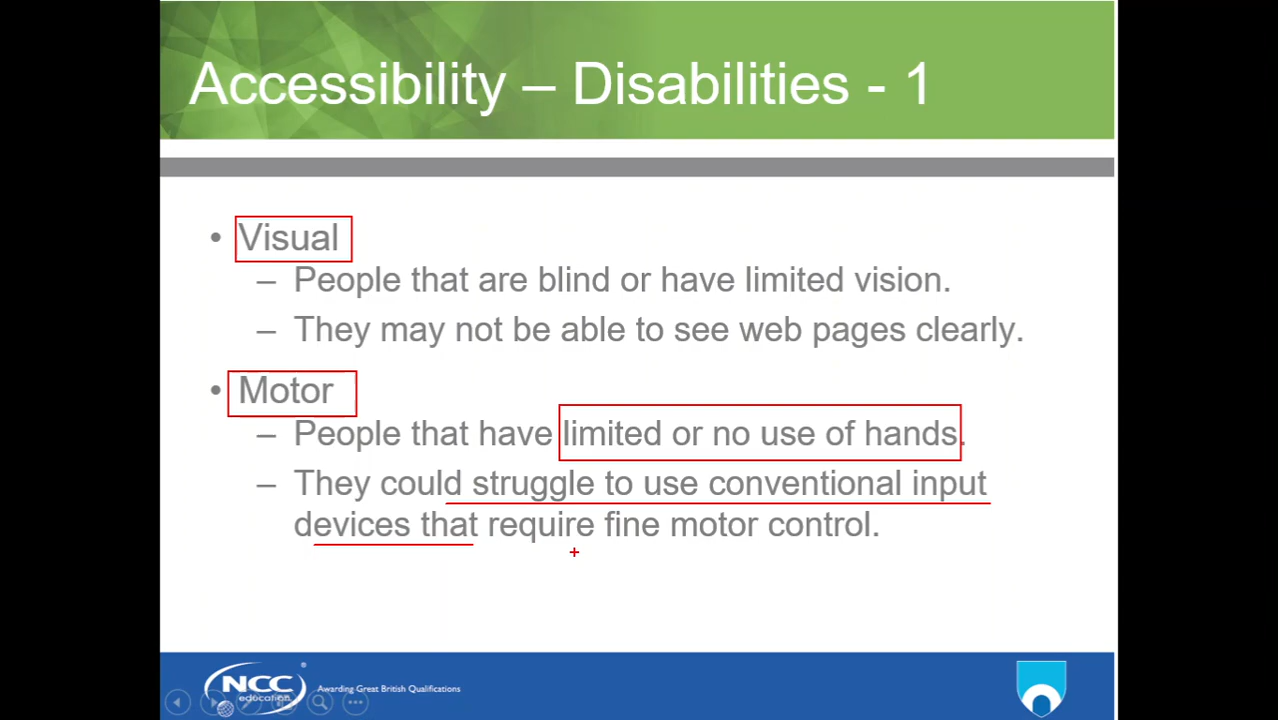 Accessibility – Disabilities - 1
• Visual
– People that are blind or have limited vision.
– They may not be able to see web pages clearly.
• Motor
– People that have limited or no use of hands.
– They could struggle to use conventional input
devices that require fine motor control.
NCC
education
Awarding Great British Qualifications